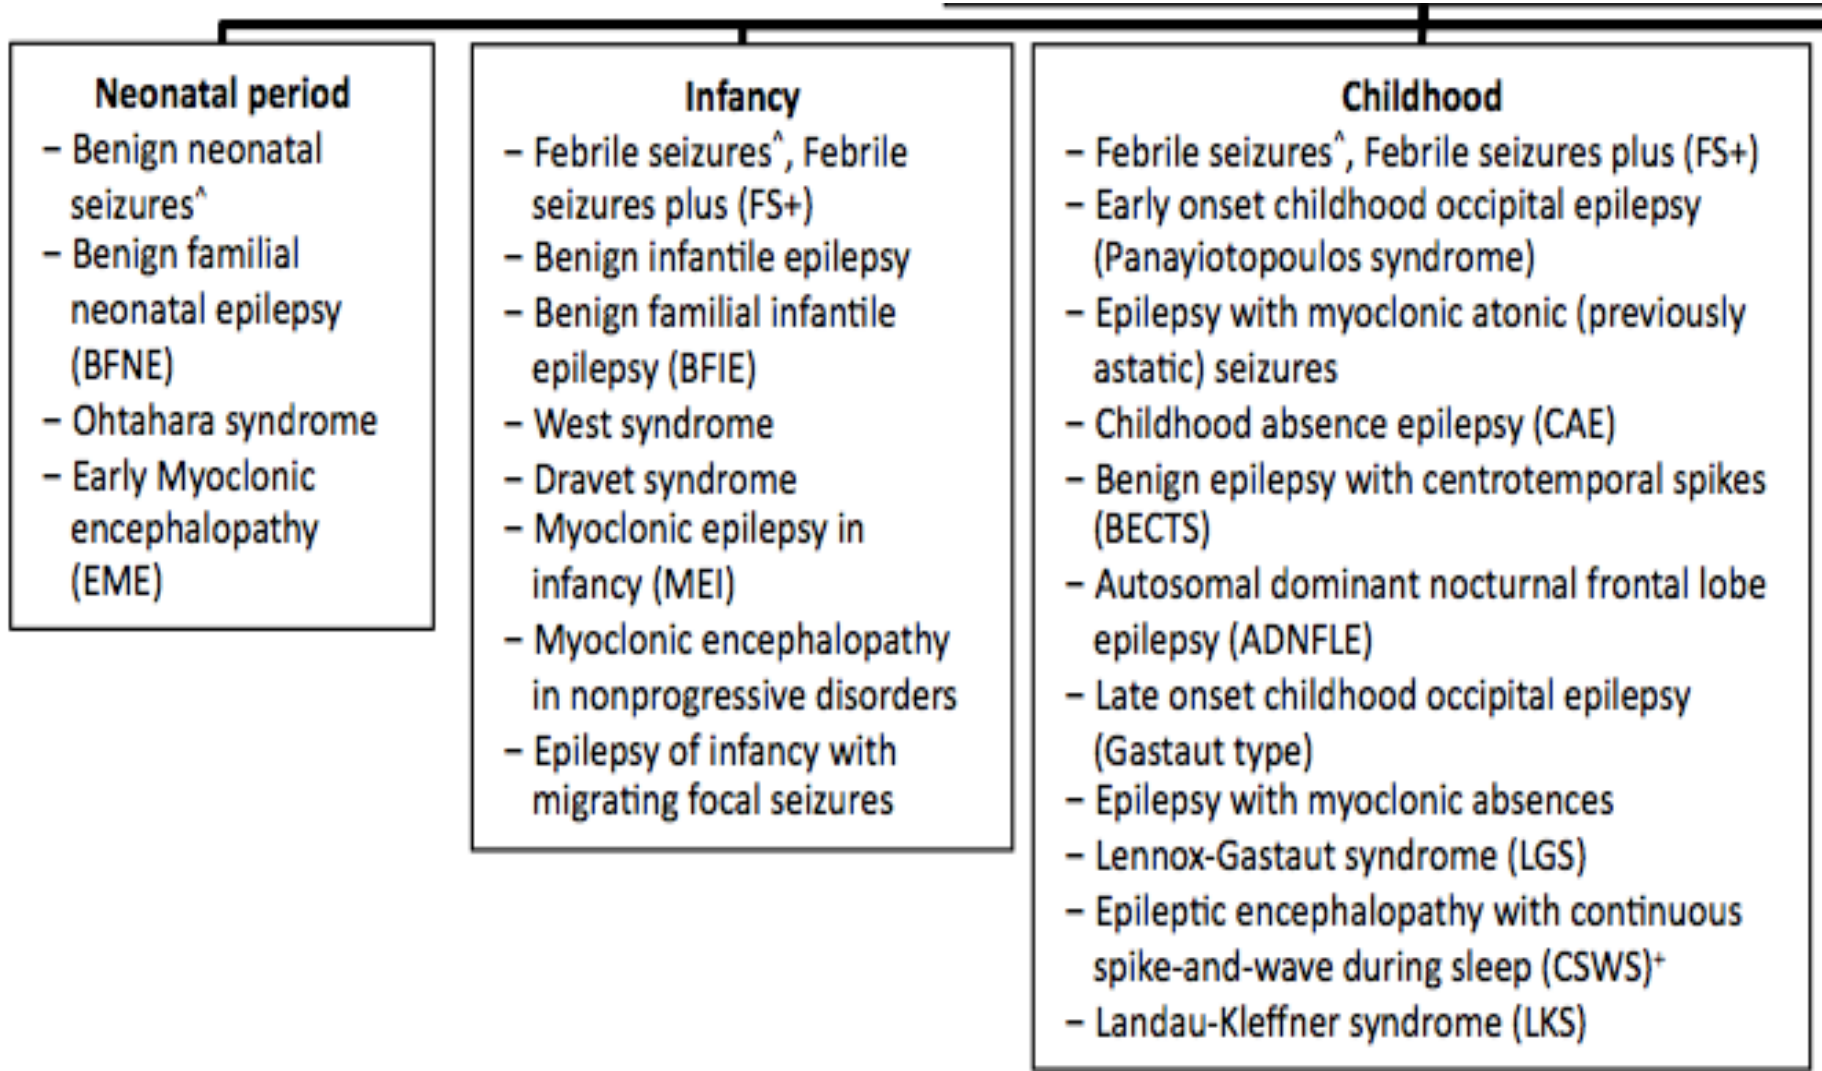 Neonatal period
– Benign neonatal
seizures^
– Benign familial
neonatal epilepsy
(BFNE)
– Ohtahara syndrome
– Early Myoclonic
encephalopathy
(EME)
Infancy
– Febrile seizures^, Febrile
seizures plus (FS+)
– Benign infantile epilepsy
– Benign familial infantile
epilepsy (BFIE)
– West syndrome
– Dravet syndrome
– Myoclonic epilepsy in
infancy (MEI)
– Myoclonic encephalopathy
in nonprogressive disorders
– Epilepsy of infancy with
migrating focal seizures
Childhood
– Febrile seizures^, Febrile seizures plus (FS+)
– Early onset childhood occipital epilepsy
(Panayiotopoulos syndrome)
– Epilepsy with myoclonic atonic (previously
astatic) seizures
– Childhood absence epilepsy (CAE)
– Benign epilepsy with centrotemporal spikes
(BECTS)
– Autosomal dominant nocturnal frontal lobe
epilepsy (ADNFLE)
– Late onset childhood occipital epilepsy
(Gastaut type)
– Epilepsy with myoclonic absences
– Lennox-Gastaut syndrome (LGS)
– Epileptic encephalopathy with continuous
spike-and-wave during sleep (CSWS)+
– Landau-Kleffner syndrome (LKS)